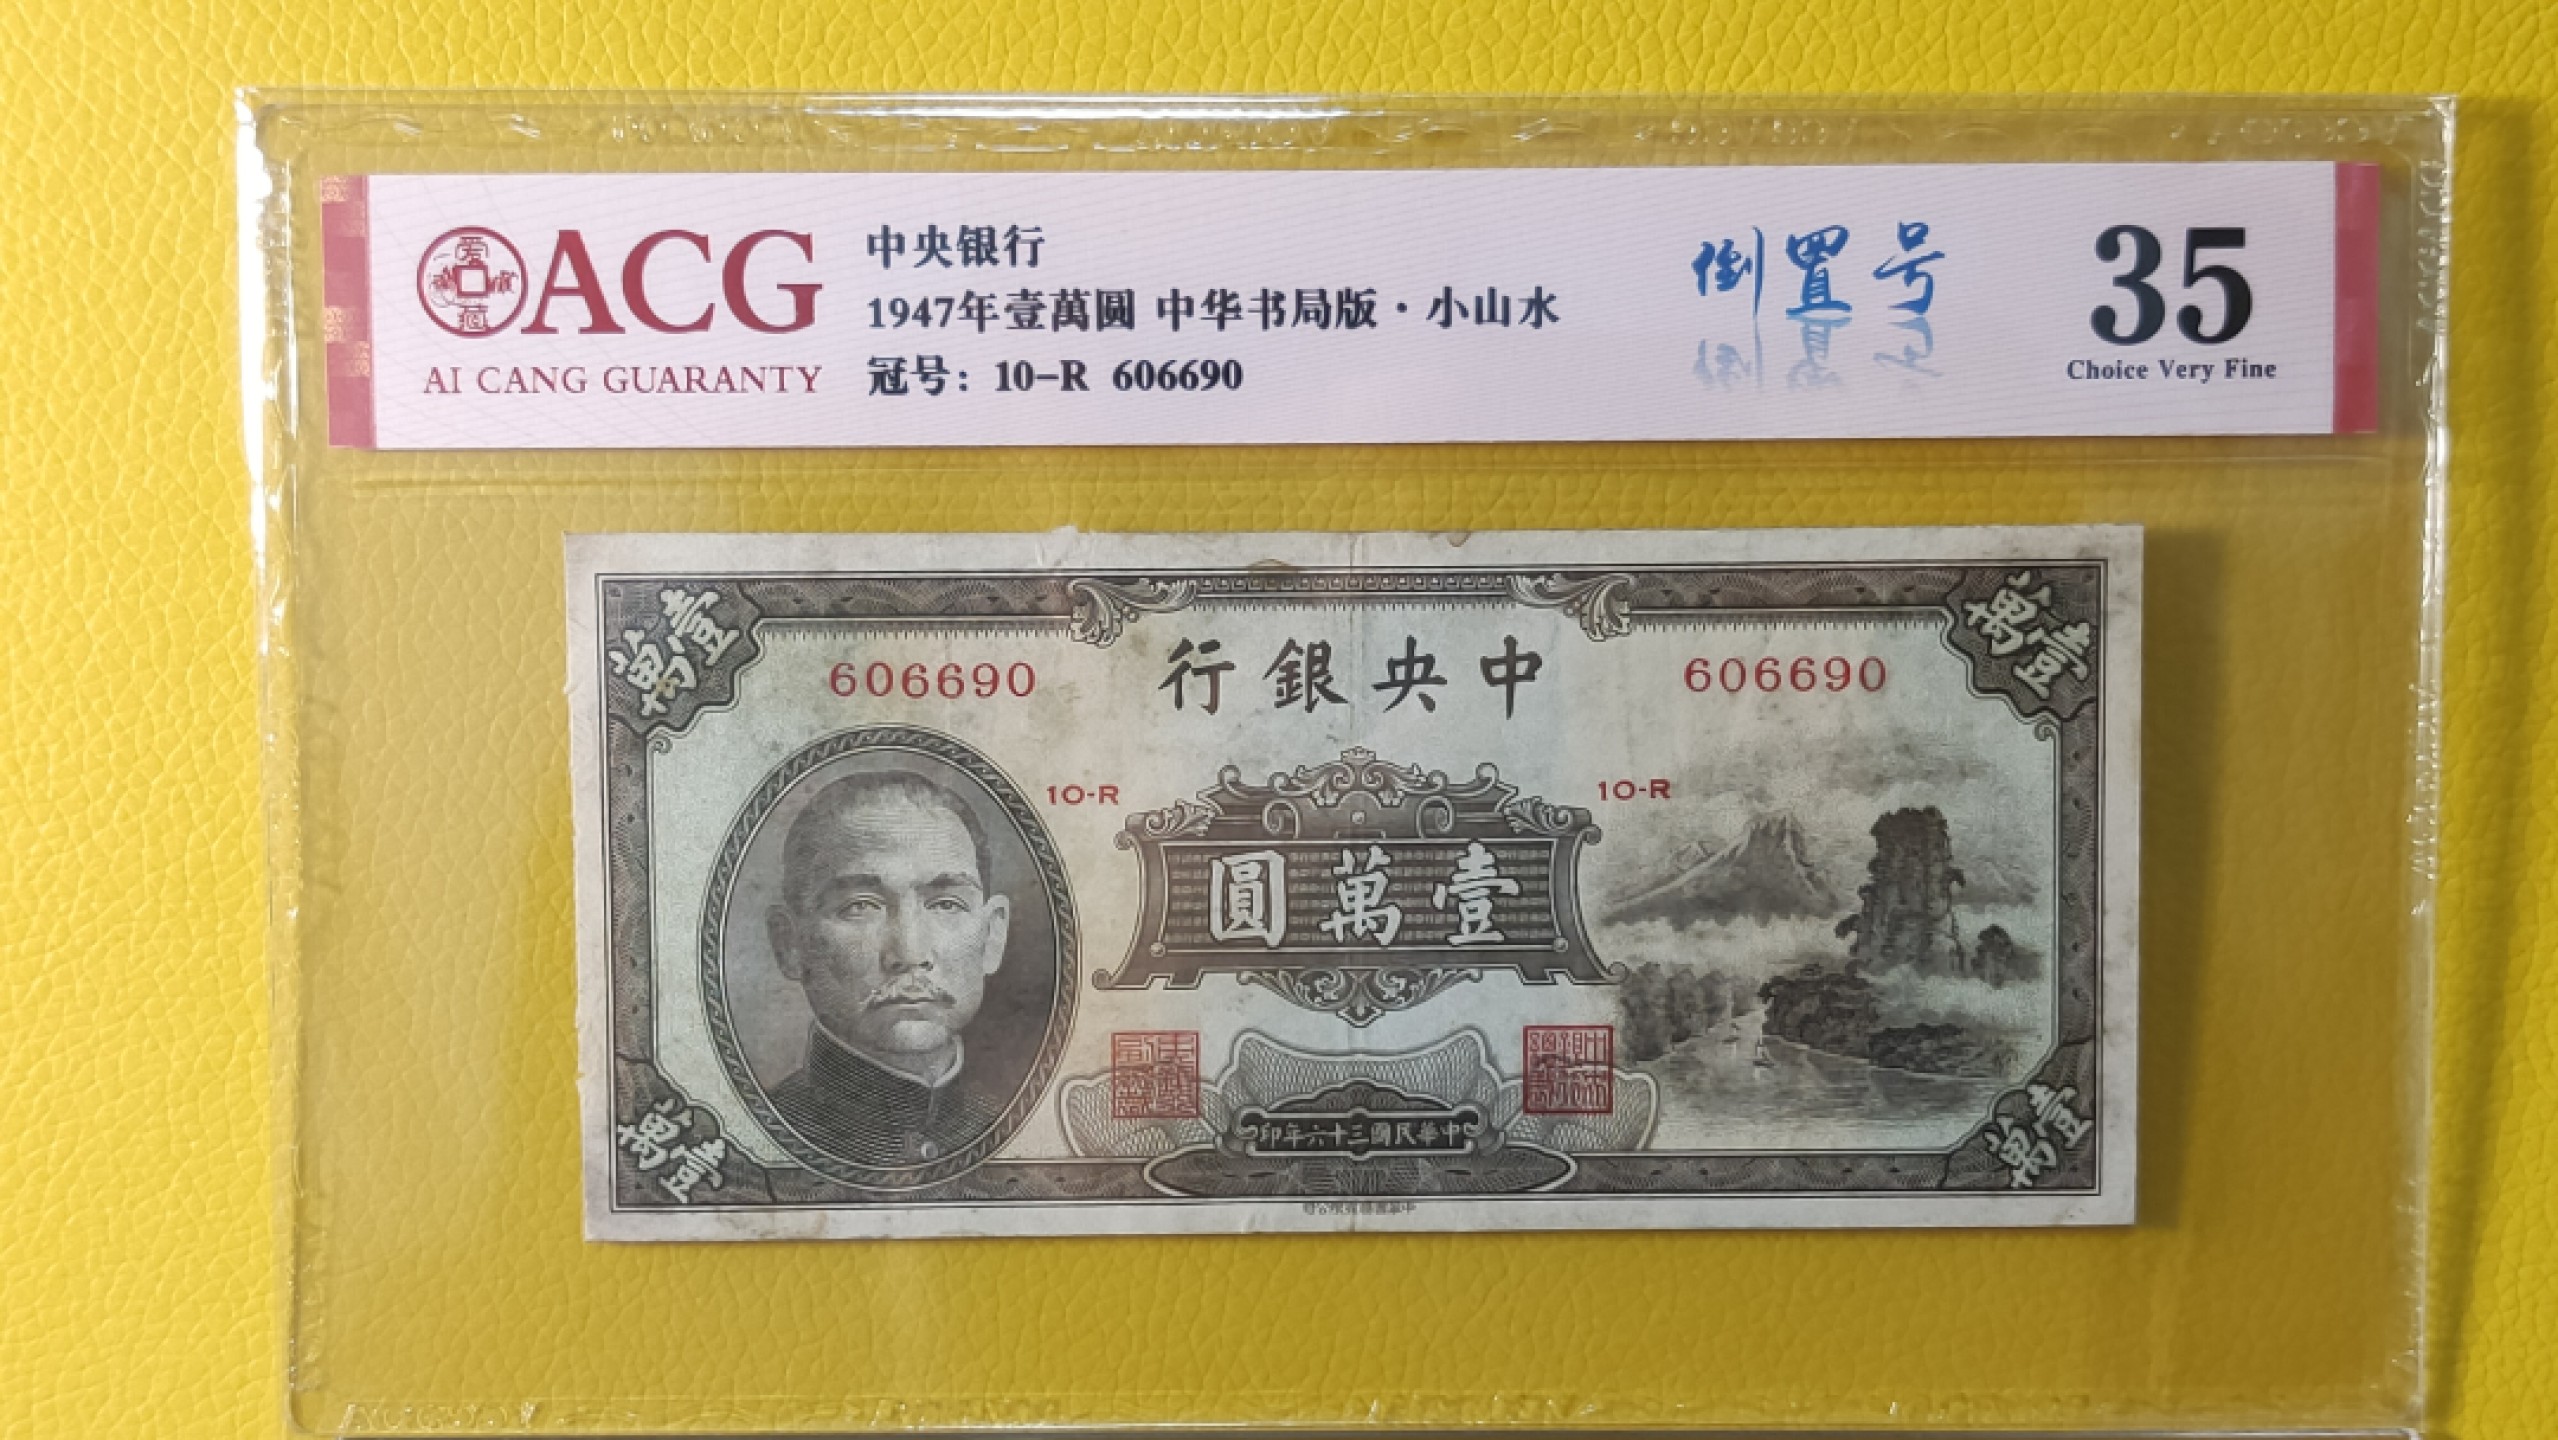 爱藏
ACG
AI CANG GUARANTY
中央银行
1947年壹萬圓 中华书局版·小山水
冠号：10-R 606690
倒置号
35
Choice Very Fine
壹萬
萬壹
606690
行銀央中
606690
10-R
10-R
圓萬壹
印年六十三國民華中
萬壹
萬壹